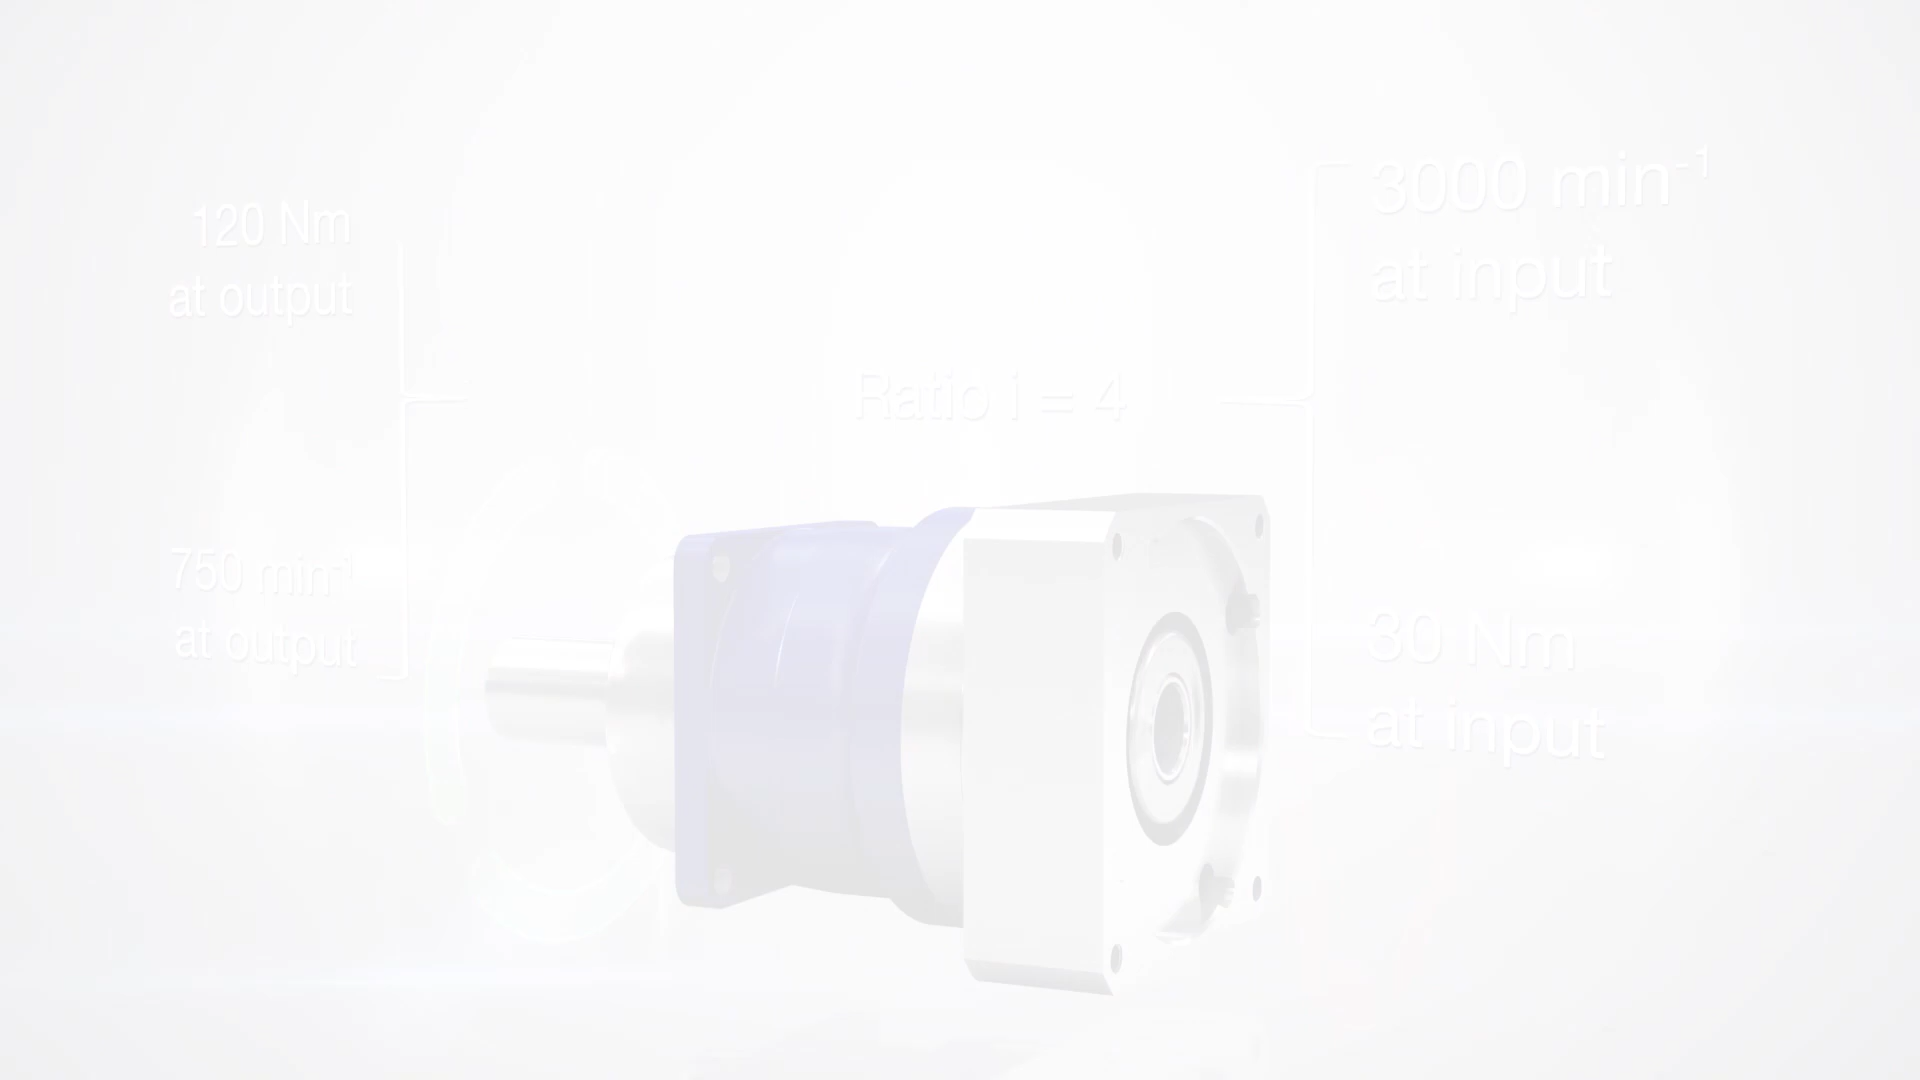 120 Nm
at output
750 min-1
at output
Ratio i = 4
3000 min-1
at input
30 Nm
at input